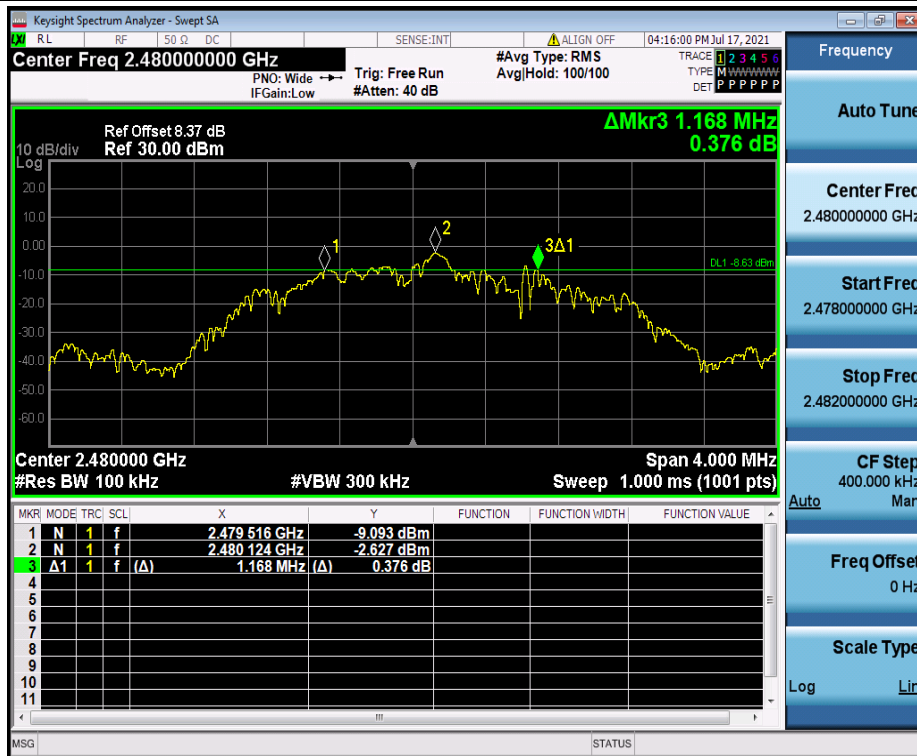 Keysight Spectrum Analyzer - Swept SA
LXI RL RF 50 Ω DC SENSE:INT ALIGN OFF 04:16:00 PM Jul 17, 2021
Center Freq 2.480000000 GHz
PNO: Wide
IFGain:Low
Trig: Free Run
#Atten: 40 dB
#Avg Type: RMS
Avg|Hold: 100/100
TRACE 1 2 3 4 5 6
TYPE M WWWWW
DET P P P P P P
ΔMkr3 1.168 MHz
0.376 dB
Ref Offset 8.37 dB
Ref 30.00 dBm
10 dB/div
Log
20.0
10.0
0.00
-10.0
-20.0
-30.0
-40.0
-50.0
-60.0
1
2
3Δ1
DL1 -8.63 dBm
Center 2.480000 GHz Span 4.000 MHz
#Res BW 100 kHz #VBW 300 kHz Sweep 1.000 ms (1001 pts)
MKR MODE TRC SCL X Y FUNCTION FUNCTION WIDTH FUNCTION VALUE
1 N 1 f 2.479 516 GHz -9.093 dBm
2 N 1 f 2.480 124 GHz -2.627 dBm
3 Δ1 1 f (Δ) 1.168 MHz (Δ) 0.376 dB
4
5
6
7
8
9
10
11
MSG STATUS
Frequency
Auto Tune
Center Freq
2.480000000 GHz
Start Freq
2.478000000 GHz
Stop Freq
2.482000000 GHz
CF Step
400.000 kHz
Auto Man
Freq Offset
0 Hz
Scale Type
Log Lin